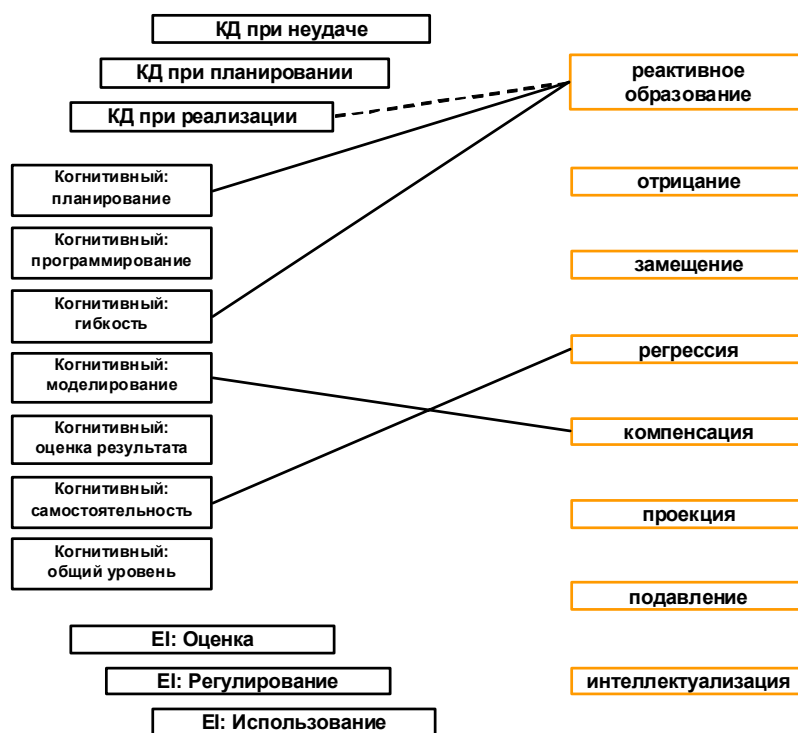 КД при неудаче
КД при планировании
КД при реализации
Когнитивный:
планирование
Когнитивный:
программирование
Когнитивный:
гибкость
Когнитивный:
моделирование
Когнитивный:
оценка результата
Когнитивный:
самостоятельность
Когнитивный:
общий уровень
EI: Оценка
EI: Регулирование
EI: Использование
реактивное
образование
отрицание
замещение
регрессия
компенсация
проекция
подавление
интеллектуализация